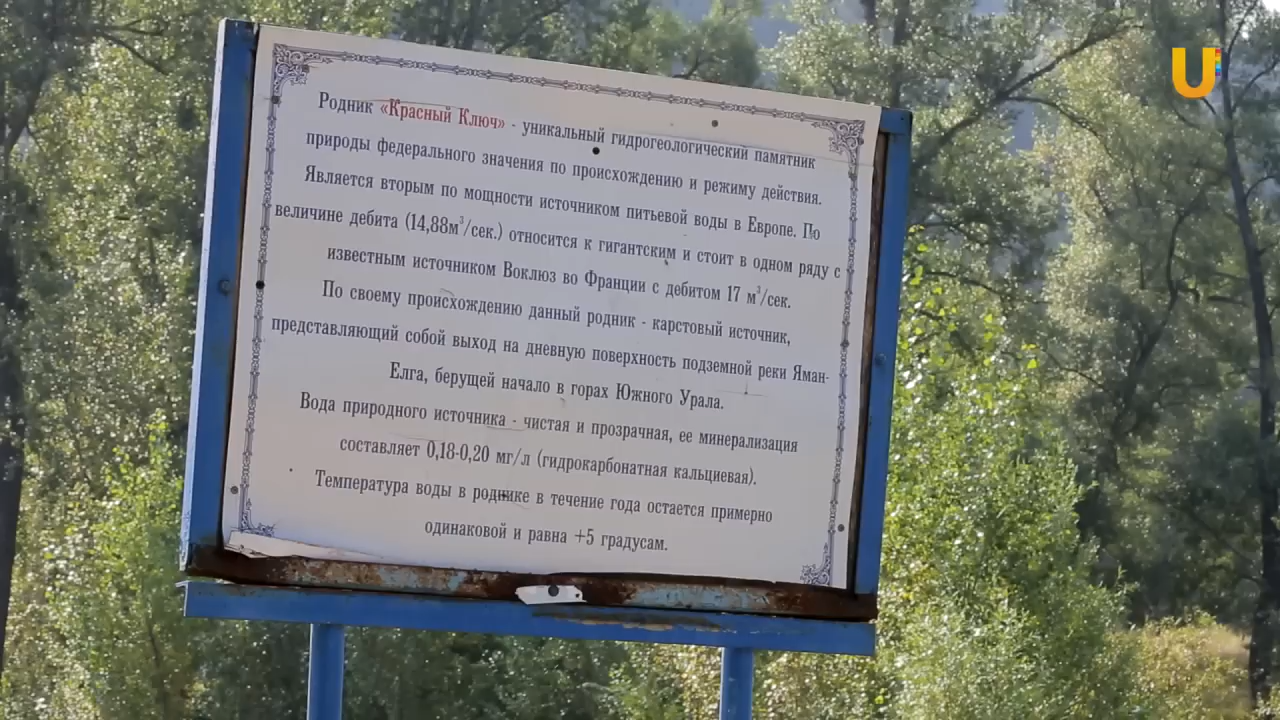 U
Родник «Красный Ключ» - уникальный гидрогеологический памятник
природы федерального значения по происхождению и режиму действия.
Является вторым по мощности источником питьевой воды в Европе. По
величине дебита (14,88м³/сек.) относится к гигантским и стоит в одном ряду с
известным источником Воклюз во Франции с дебитом 17 м³/сек.
По своему происхождению данный родник - карстовый источник,
представляющий собой выход на дневную поверхность подземной реки Яман-
Елга, берущей начало в горах Южного Урала.
Вода природного источника - чистая и прозрачная, ее минерализация
составляет 0,18-0,20 мг/л (гидрокарбонатная кальциевая).
Температура воды в роднике в течение года остается примерно
одинаковой и равна +5 градусам.